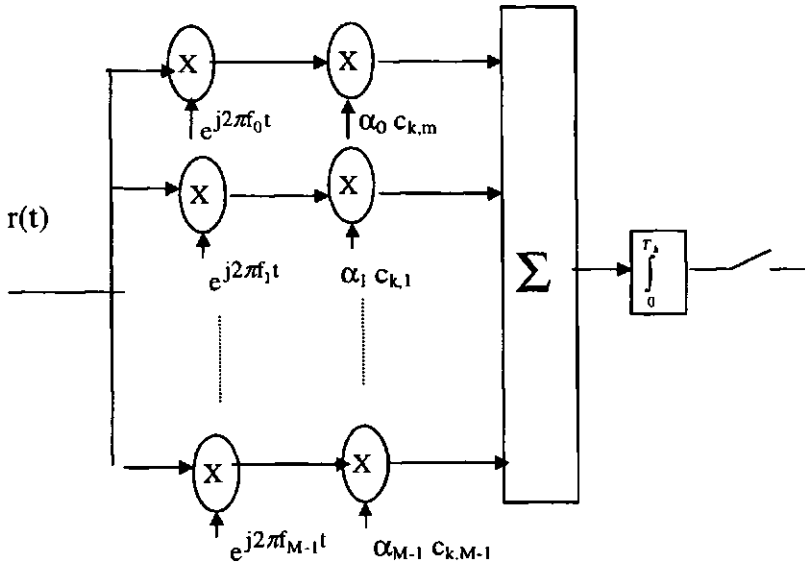 X X
e^{j2πf_0t} α_0 c_{k,m}
X X
r(t)
e^{j2πf_1t} α_1 c_{k,1}
Σ
T_b
∫
0
X X
e^{j2πf_{M-1}t} α_{M-1} c_{k,M-1}